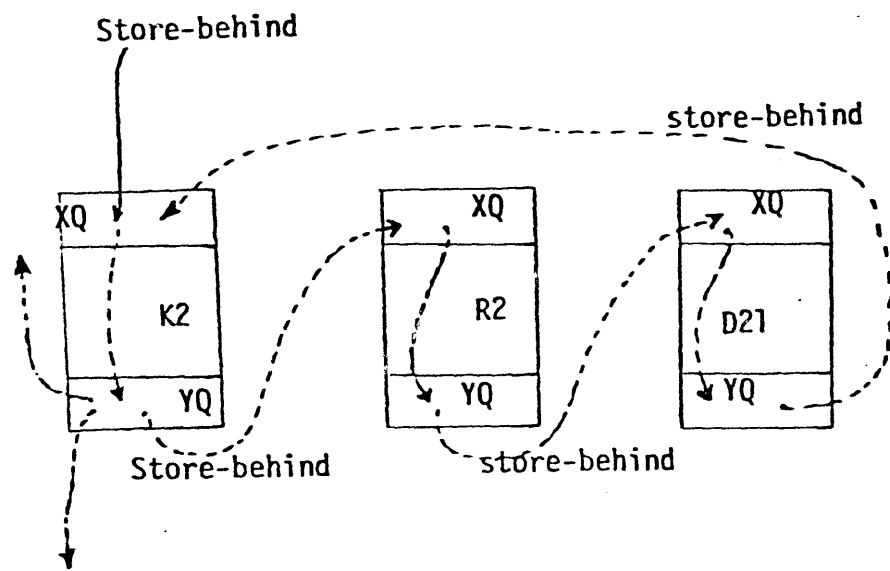 Store-behind
store-behind
XQ
XQ
XQ
K2
R2
D21
YQ
YQ
YQ
Store-behind
store-behind